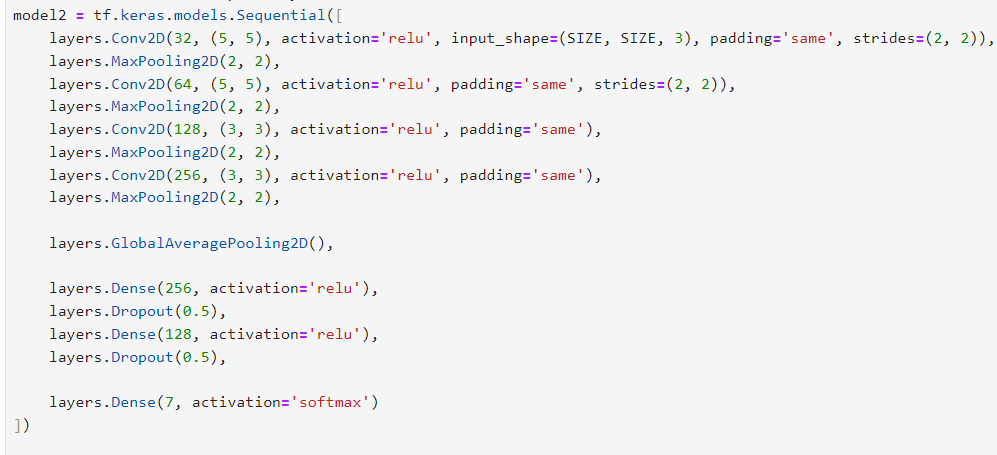 model2 = tf.keras.models.Sequential([
    layers.Conv2D(32, (5, 5), activation='relu', input_shape=(SIZE, SIZE, 3), padding='same', strides=(2, 2)),
    layers.MaxPooling2D(2, 2),
    layers.Conv2D(64, (5, 5), activation='relu', padding='same', strides=(2, 2)),
    layers.MaxPooling2D(2, 2),
    layers.Conv2D(128, (3, 3), activation='relu', padding='same'),
    layers.MaxPooling2D(2, 2),
    layers.Conv2D(256, (3, 3), activation='relu', padding='same'),
    layers.MaxPooling2D(2, 2),

    layers.GlobalAveragePooling2D(),

    layers.Dense(256, activation='relu'),
    layers.Dropout(0.5),
    layers.Dense(128, activation='relu'),
    layers.Dropout(0.5),

    layers.Dense(7, activation='softmax')
])